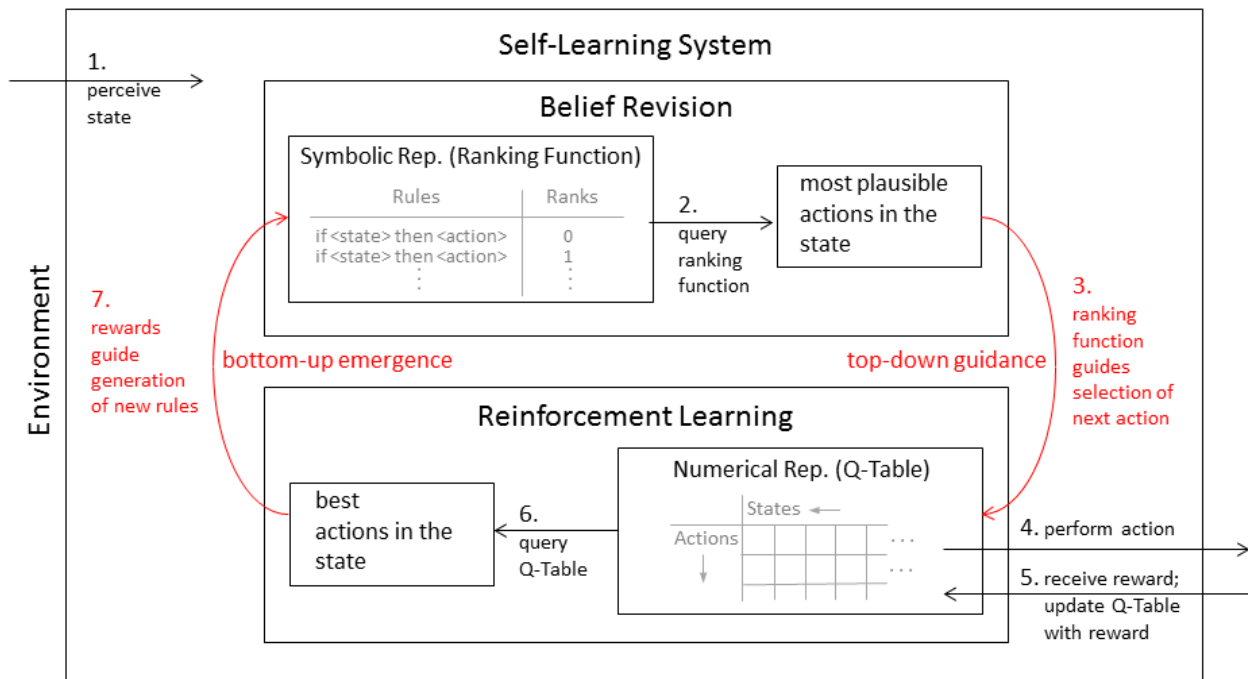 Self-Learning System
1.
perceive
state
Belief Revision
Symbolic Rep. (Ranking Function)
Rules Ranks
if <state> then <action> 0
if <state> then <action> 1
2.
query
ranking
function
most plausible
actions in the
state
3.
ranking
function
guides
selection of
next action
top-down guidance
7.
rewards
guide
generation
of new rules
bottom-up emergence
Environment
Reinforcement Learning
Numerical Rep. (Q-Table)
States
Actions
...
...
best
actions in the
state
6.
query
Q-Table
4. perform action
5. receive reward;
update Q-Table
with reward